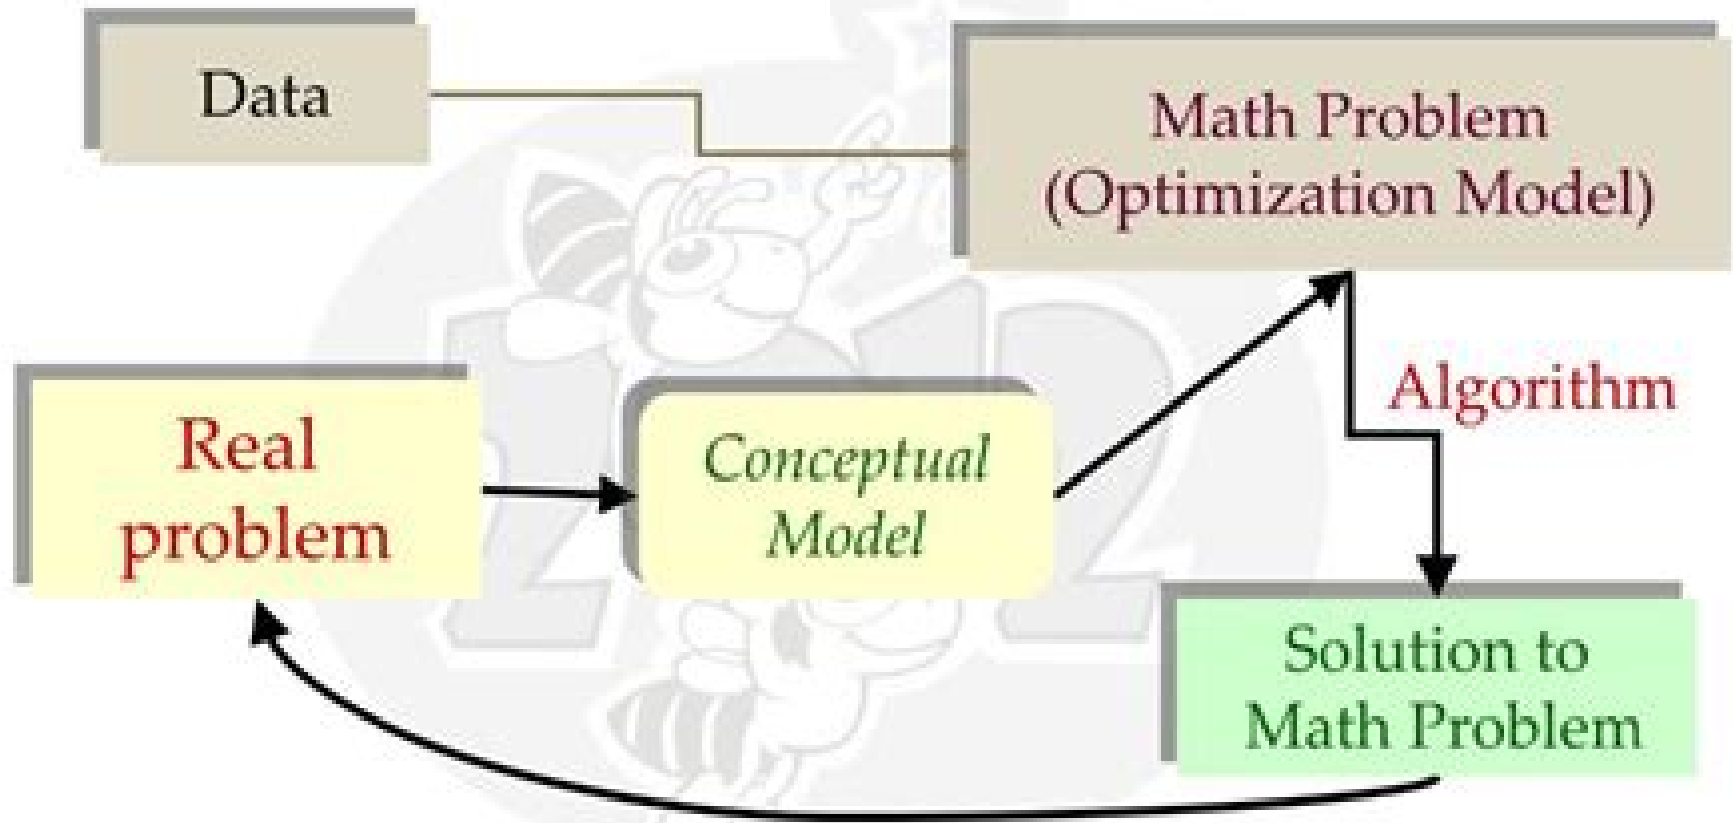 Data
Math Problem
(Optimization Model)
Algorithm
Real
problem
Conceptual
Model
Solution to
Math Problem